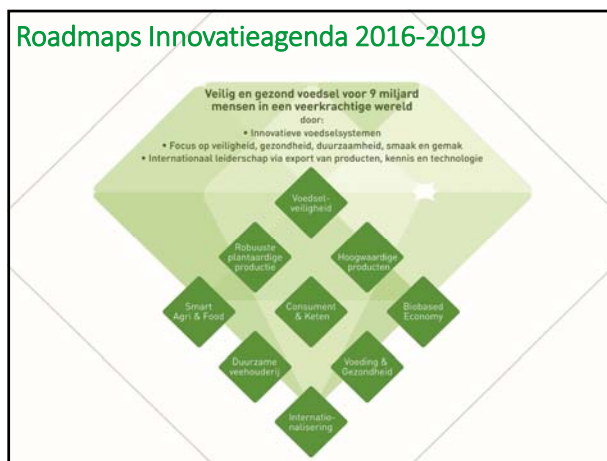 Roadmaps Innovatieagenda 2016-2019
Veilig en gezond voedsel voor 9 miljard
mensen in een veerkrachtige wereld
door:
• Innovatieve voedselsystemen
• Focus op veiligheid, gezondheid, duurzaamheid, smaak en gemak
• Internationaal leiderschap via export van producten, kennis en technologie
Voedsel-
veiligheid
Robuuste
plantaardige
productie
Hoogwaardige
producten
Smart
Agri & Food
Consument
& Keten
Biobased
Economy
Duurzame
veehouderij
Voeding &
Gezondheid
Internatio-
nalisering